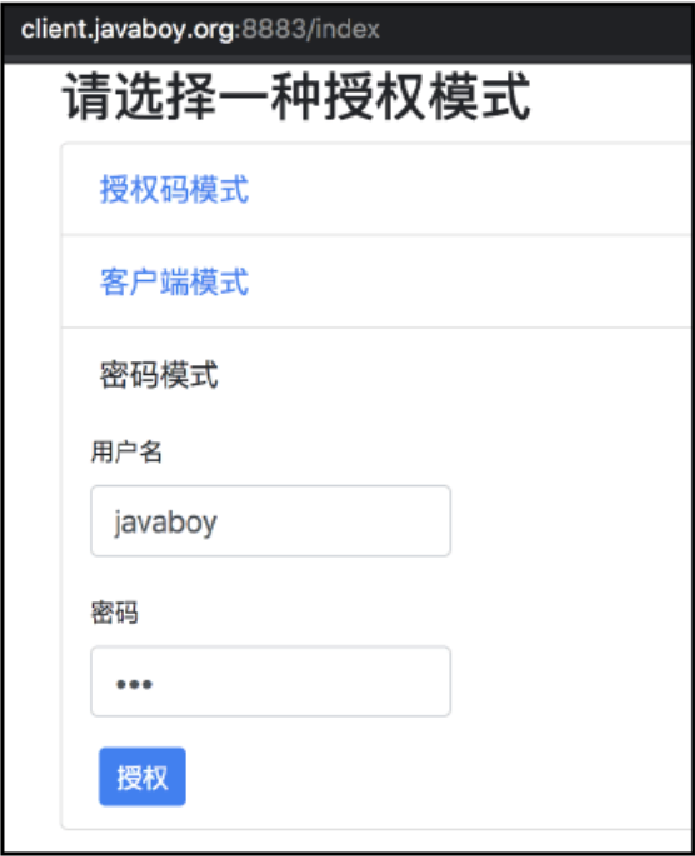 client.javaboy.org:8883/index
请选择一种授权模式
授权码模式
客户端模式
密码模式
用户名
javaboy
密码
•••
授权